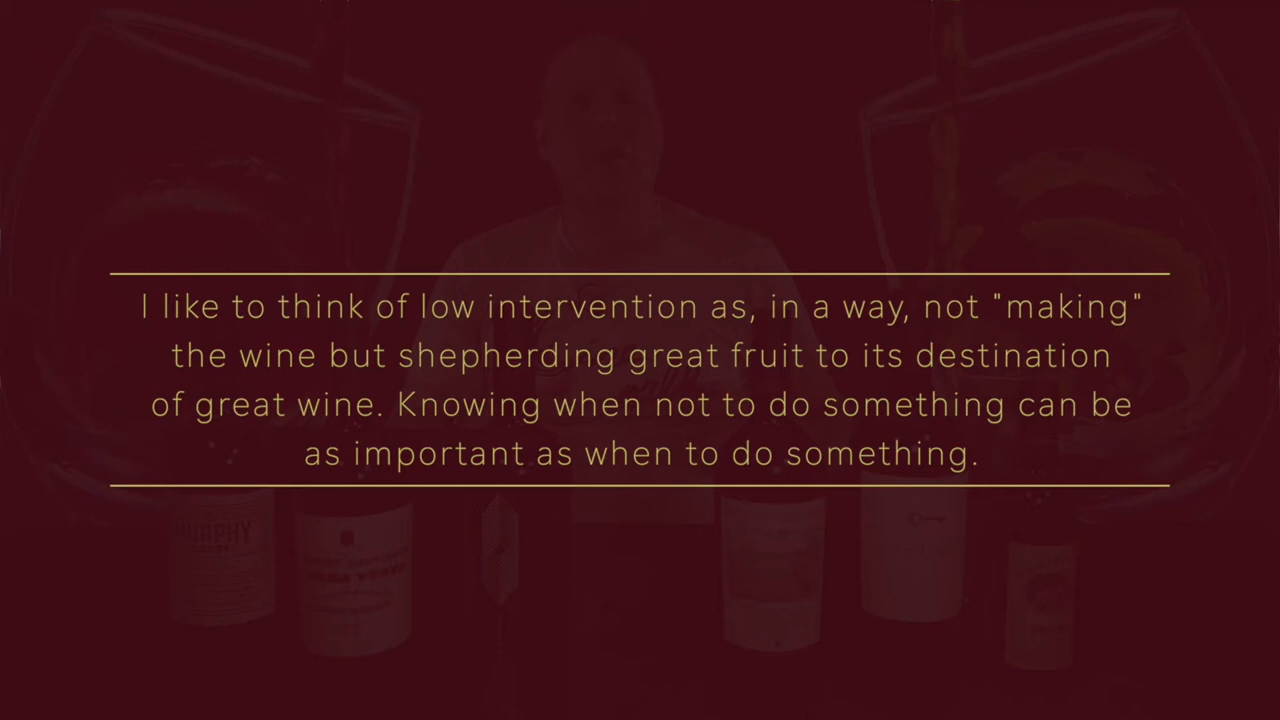 I like to think of low intervention as, in a way, not "making"
the wine but shepherding great fruit to its destination
of great wine. Knowing when not to do something can be
as important as when to do something.
MURPHY